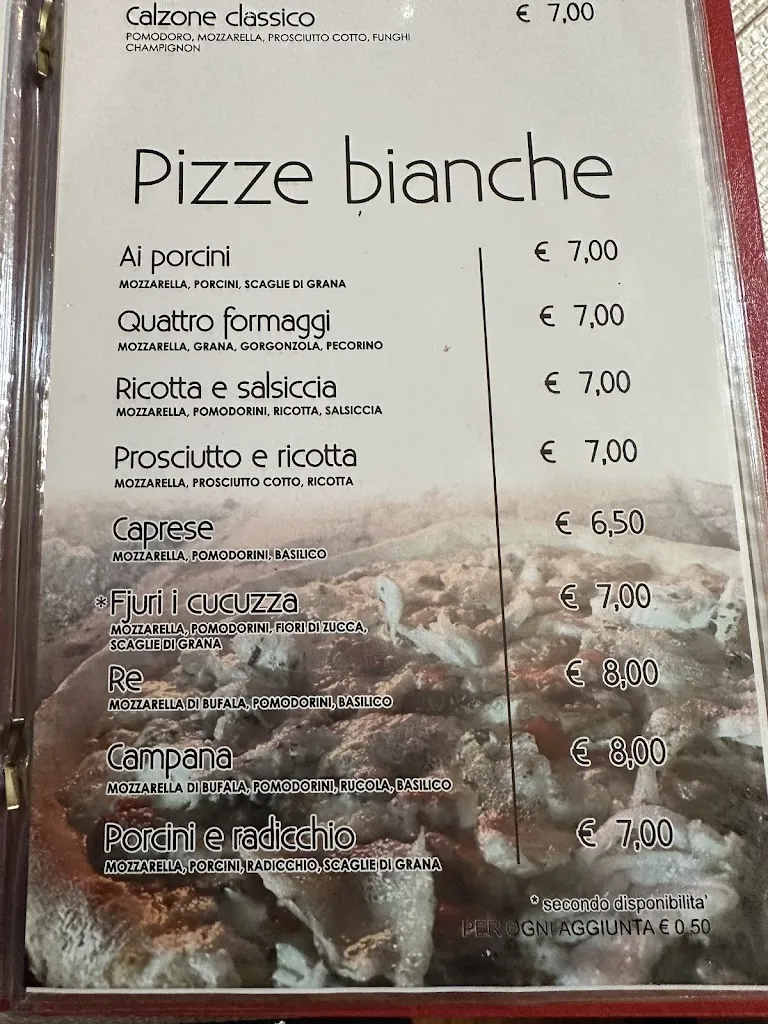 Calzone classico € 7,00
POMODORO, MOZZARELLA, PROSCIUTTO COTTO, FUNGHI
CHAMPIGNON
Pizze bianche
Ai porcini € 7,00
MOZZARELLA, PORCINI, SCAGLIE DI GRANA
Quattro formaggi € 7,00
MOZZARELLA, GRANA, GORGONZOLA, PECORINO
Ricotta e salsiccia € 7,00
MOZZARELLA, POMODORINI, RICOTTA, SALSICCIA
Prosciutto e ricotta € 7,00
MOZZARELLA, PROSCIUTTO COTTO, RICOTTA
Caprese € 6,50
MOZZARELLA, POMODORINI, BASILICO
*Fjuri i cucuzza € 7,00
MOZZARELLA, POMODORINI, FIORI DI ZUCCA,
SCAGLIE DI GRANA
Re € 8,00
MOZZARELLA DI BUFALA, POMODORINI, BASILICO
Campana € 8,00
MOZZARELLA DI BUFALA, POMODORINI, RUCOLA, BASILICO
Porcini e radicchio € 7,00
MOZZARELLA, PORCINI, RADICCHIO, SCAGLIE DI GRANA
* secondo disponibilita'
PER OGNI AGGIUNTA € 0,50